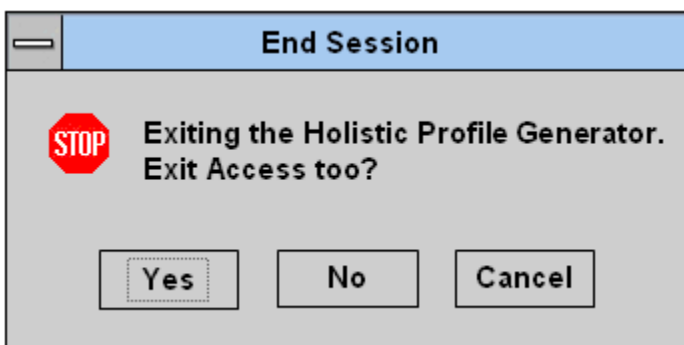 End Session
STOP
Exiting the Holistic Profile Generator.
Exit Access too?
Yes No Cancel